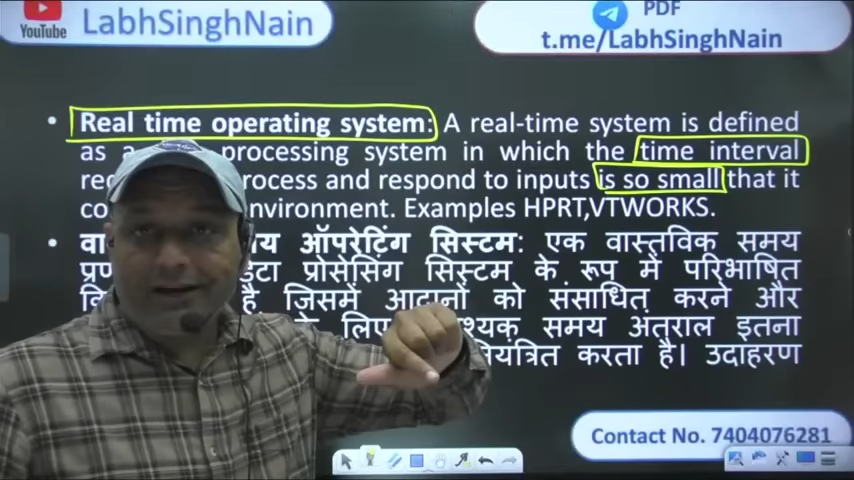 YouTube
LabhSinghNain
PDF
t.me/LabhSinghNain
• Real time operating system: A real-time system is defined
as a processing system in which the time interval
process and respond to inputs is so small that it
environment. Examples HPRT,VTWORKS.
• ऑपरेटिंग सिस्टम: एक वास्तविक समय
डेटा प्रोसेसिंग सिस्टम के रूप में परिभाषित
है, जिसमें आदानों को संसाधित करने और
लिए समय अंतराल इतना
नियंत्रित करता है। उदाहरण
Contact No. 7404076281